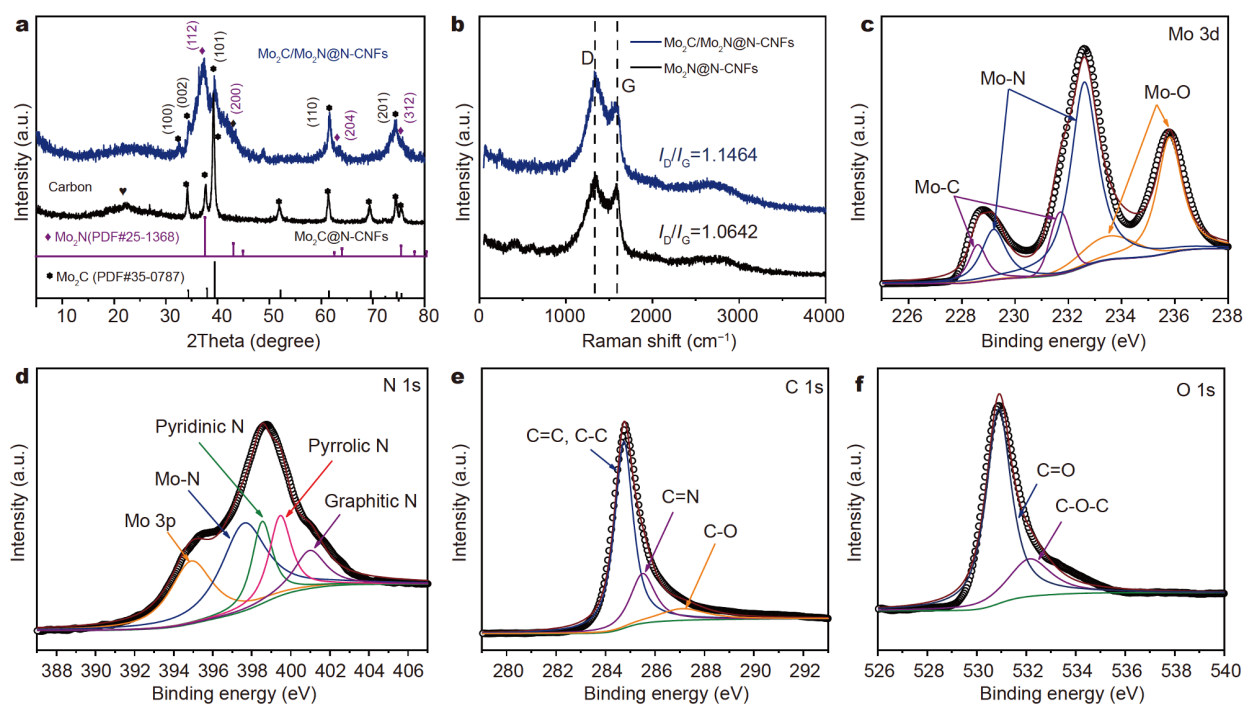 a
(112)
(101)
Mo₂C/Mo₂N@N-CNFs
(100)
(002)
(200)
(110)
(204)
(201)
(312)
Carbon
Mo₂N(PDF#25-1368)
Mo₂C@N-CNFs
Mo₂C (PDF#35-0787)
10 20 30 40 50 60 70 80
2Theta (degree)
Intensity (a.u.)
b
D
G
Mo₂C/Mo₂N@N-CNFs
Mo₂N@N-CNFs
I_D/I_G=1.1464
I_D/I_G=1.0642
0 1000 2000 3000 4000
Raman shift (cm⁻¹)
Intensity (a.u.)
c
Mo 3d
Mo-N
Mo-O
Mo-C
226 228 230 232 234 236 238
Binding energy (eV)
Intensity (a.u.)
d
N 1s
Pyridinic N
Pyrrolic N
Mo-N
Graphitic N
Mo 3p
388 390 392 394 396 398 400 402 404 406
Binding energy (eV)
Intensity (a.u.)
e
C 1s
C=C, C-C
C=N
C-O
280 282 284 286 288 290 292
Binding energy (eV)
Intensity (a.u.)
f
O 1s
C=O
C-O-C
526 528 530 532 534 536 538 540
Binding energy (eV)
Intensity (a.u.)